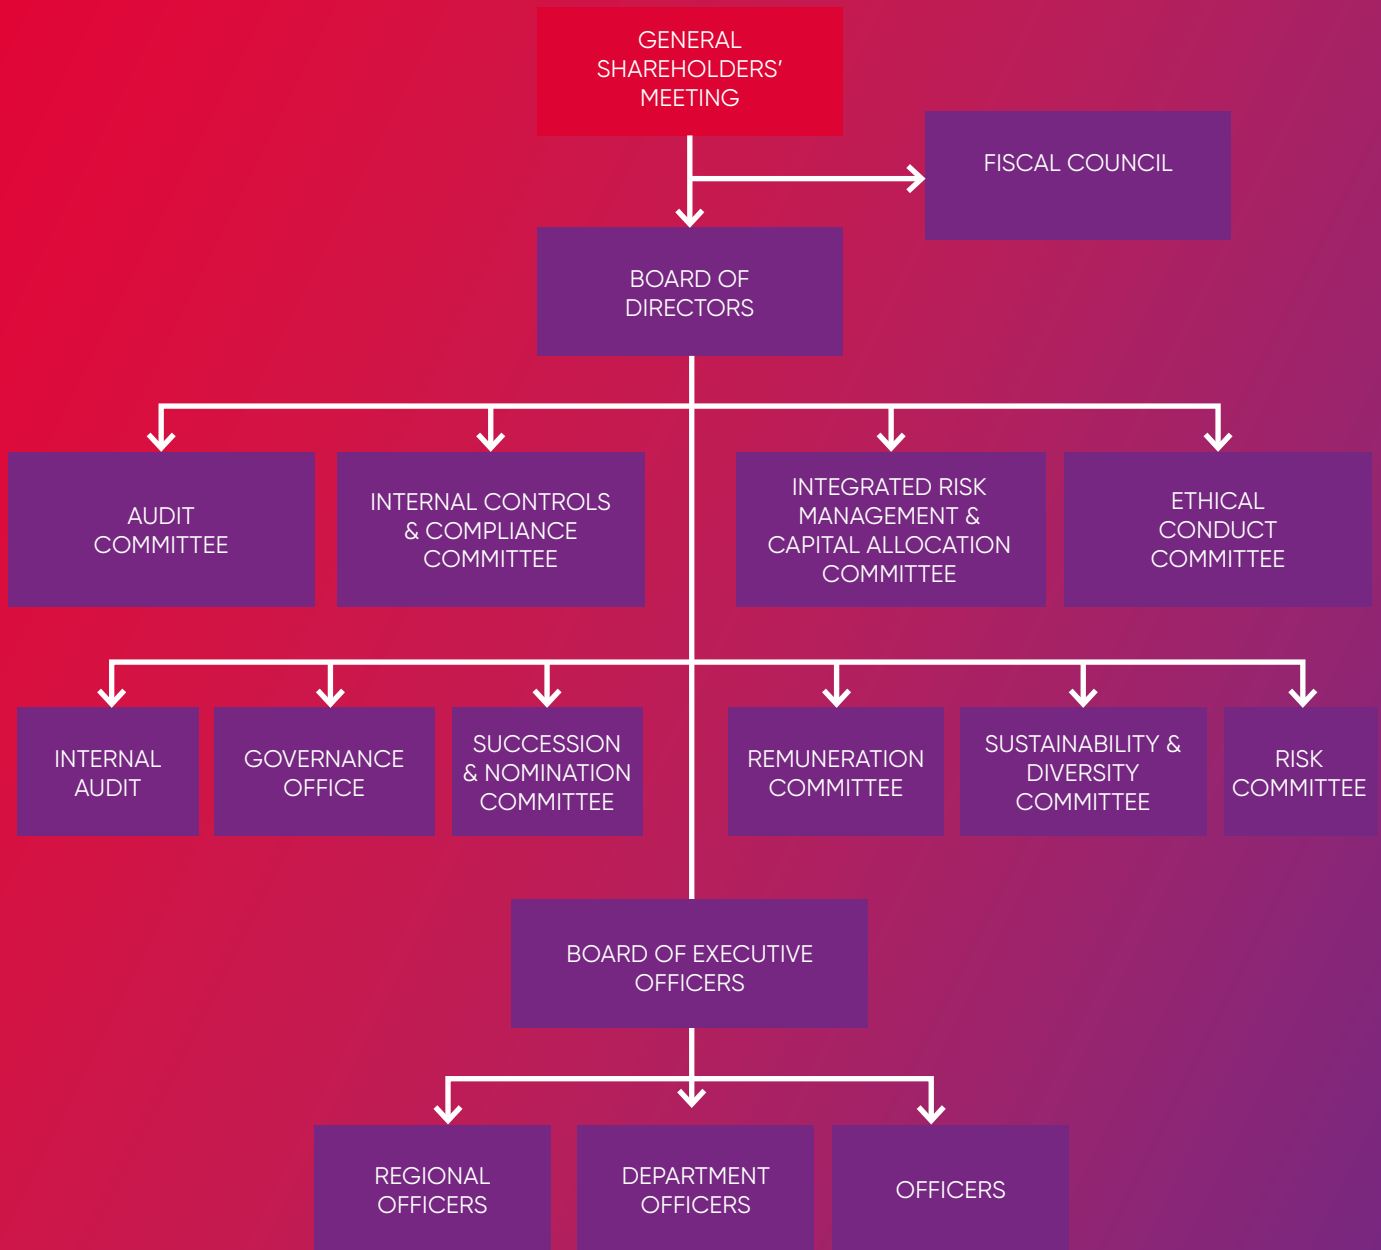 GENERAL
SHAREHOLDERS’
MEETING
FISCAL COUNCIL
BOARD OF
DIRECTORS
AUDIT
COMMITTEE
INTERNAL CONTROLS
& COMPLIANCE
COMMITTEE
INTEGRATED RISK
MANAGEMENT &
CAPITAL ALLOCATION
COMMITTEE
ETHICAL
CONDUCT
COMMITTEE
INTERNAL
AUDIT
GOVERNANCE
OFFICE
SUCCESSION
& NOMINATION
COMMITTEE
REMUNERATION
COMMITTEE
SUSTAINABILITY &
DIVERSITY
COMMITTEE
RISK
COMMITTEE
BOARD OF EXECUTIVE
OFFICERS
REGIONAL
OFFICERS
DEPARTMENT
OFFICERS
OFFICERS